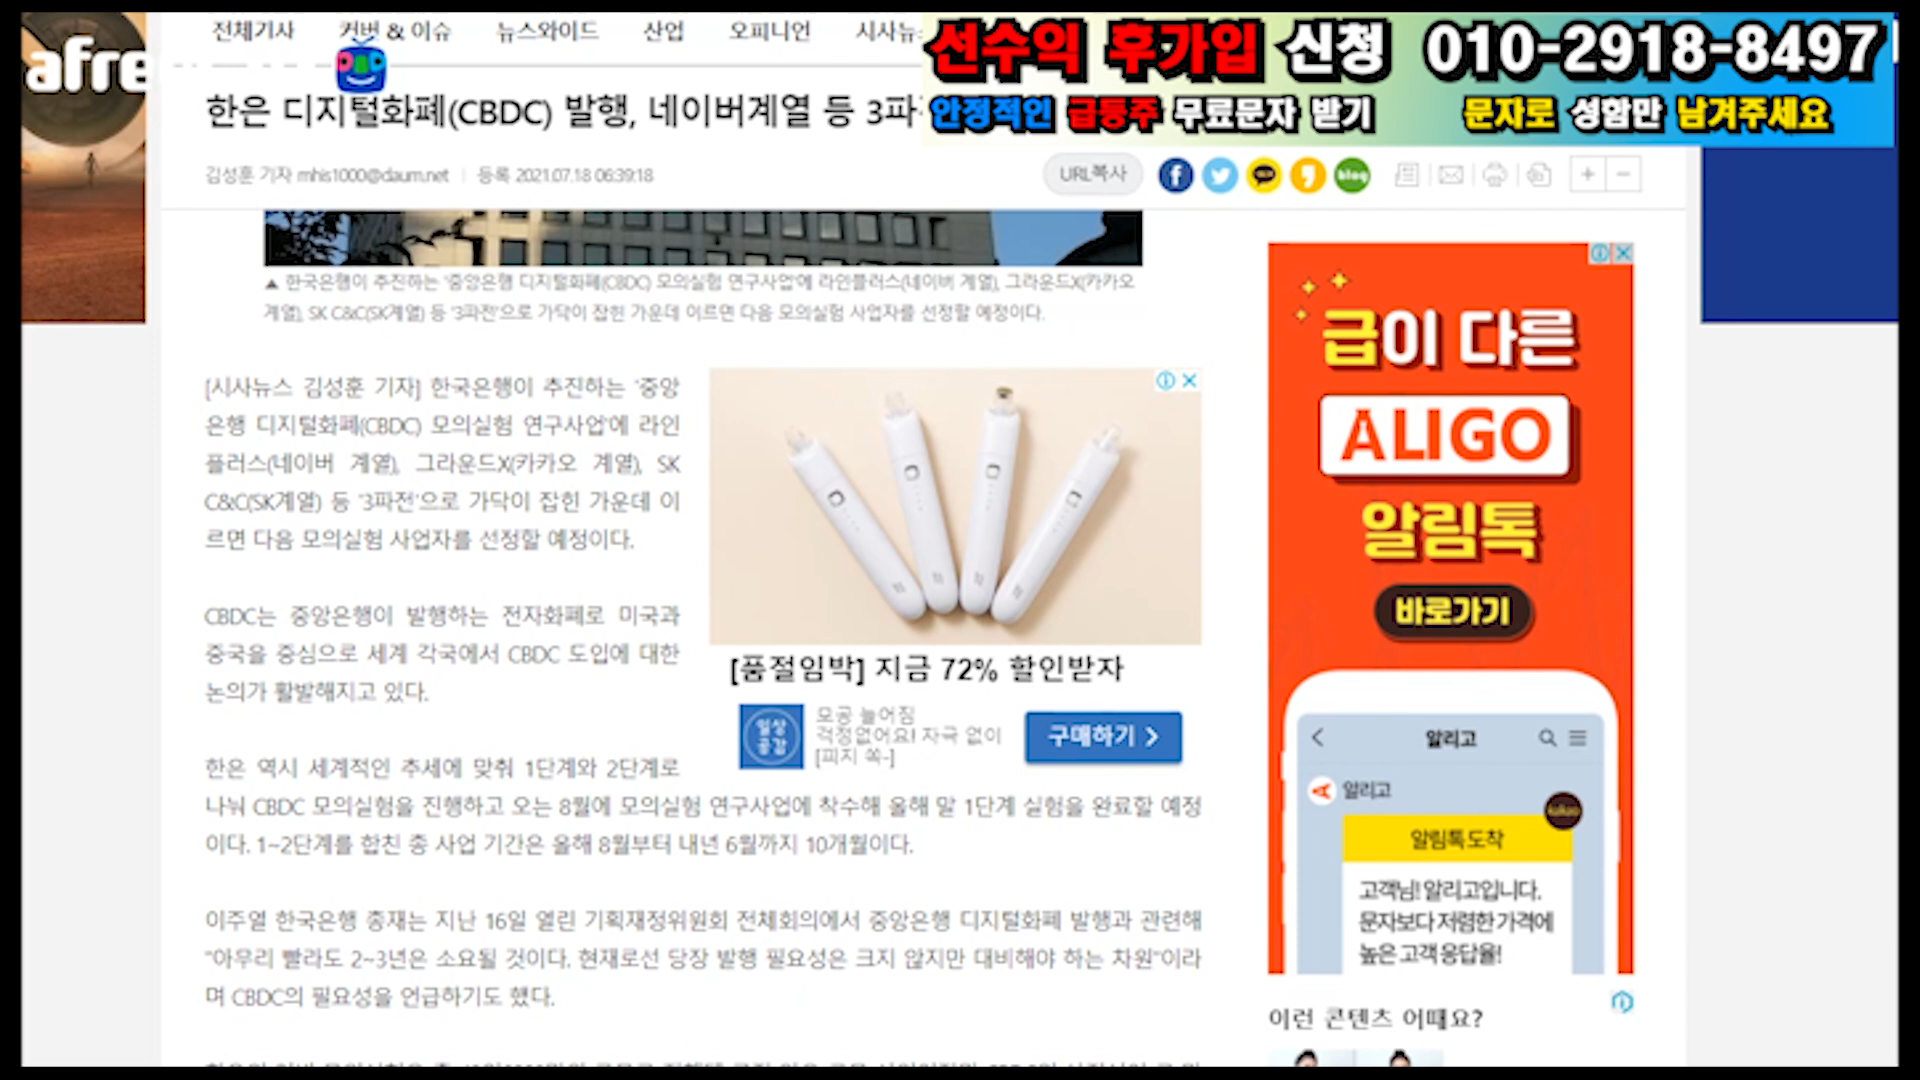 전체기사 커버 & 이슈 뉴스와이드 산업 오피니언 시사뉴
afre
선수익 후가입 신청 010-2918-8497
안정적인 급등주 무료문자 받기 문자로 성함만 남겨주세요
한은 디지털화폐(CBDC) 발행, 네이버계열 등 3파
김성훈 기자 mhis1000@daum.net 등록 2021.07.18 06:39:18
URL복사
blog
▲ 한국은행이 추진하는 '중앙은행 디지털화폐(CBDC) 모의실험 연구사업'에 라인플러스(네이버 계열), 그라운드X(카카오
계열), SK C&C(SK계열) 등 '3파전'으로 가닥이 잡힌 가운데 이르면 다음 모의실험 사업자를 선정할 예정이다.
[시사뉴스 김성훈 기자] 한국은행이 추진하는 '중앙
은행 디지털화폐(CBDC) 모의실험 연구사업'에 라인
플러스(네이버 계열), 그라운드X(카카오 계열), SK
C&C(SK계열) 등 '3파전'으로 가닥이 잡힌 가운데 이
르면 다음 모의실험 사업자를 선정할 예정이다.
CBDC는 중앙은행이 발행하는 전자화폐로 미국과
중국을 중심으로 세계 각국에서 CBDC 도입에 대한
논의가 활발해지고 있다.
한은 역시 세계적인 추세에 맞춰 1단계와 2단계로
나눠 CBDC 모의실험을 진행하고 오는 8월에 모의실험 연구사업에 착수해 올해 말 1단계 실험을 완료할 예정
이다. 1~2단계를 합친 총 사업 기간은 올해 8월부터 내년 6월까지 10개월이다.
이주열 한국은행 총재는 지난 16일 열린 기획재정위원회 전체회의에서 중앙은행 디지털화폐 발행과 관련해
"아무리 빨라도 2~3년은 소요될 것이다. 현재로선 당장 발행 필요성은 크지 않지만 대비해야 하는 차원"이라
며 CBDC의 필요성을 언급하기도 했다.
[품절임박] 지금 72% 할인받자
일상
공감
모공 늘어짐
걱정없어요! 자극 없이
[피지 쏙-]
구매하기
급이 다른
ALIGO
알림톡
바로가기
알리고
알리고
알림톡 도착
고객님! 알리고입니다.
문자보다 저렴한 가격에
높은 고객 응답율!
이런 콘텐츠 어때요?